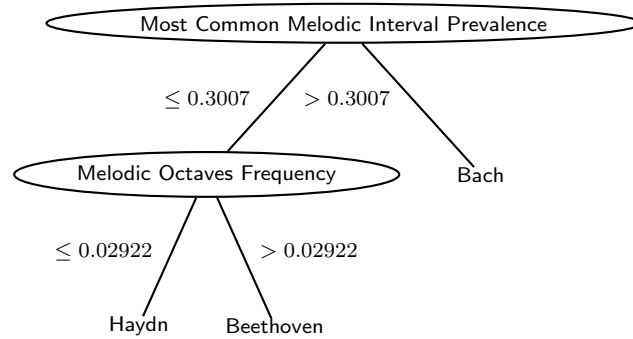 Most Common Melodic Interval Prevalence
≤ 0.3007 > 0.3007
Melodic Octaves Frequency
Bach
≤ 0.02922 > 0.02922
Haydn Beethoven